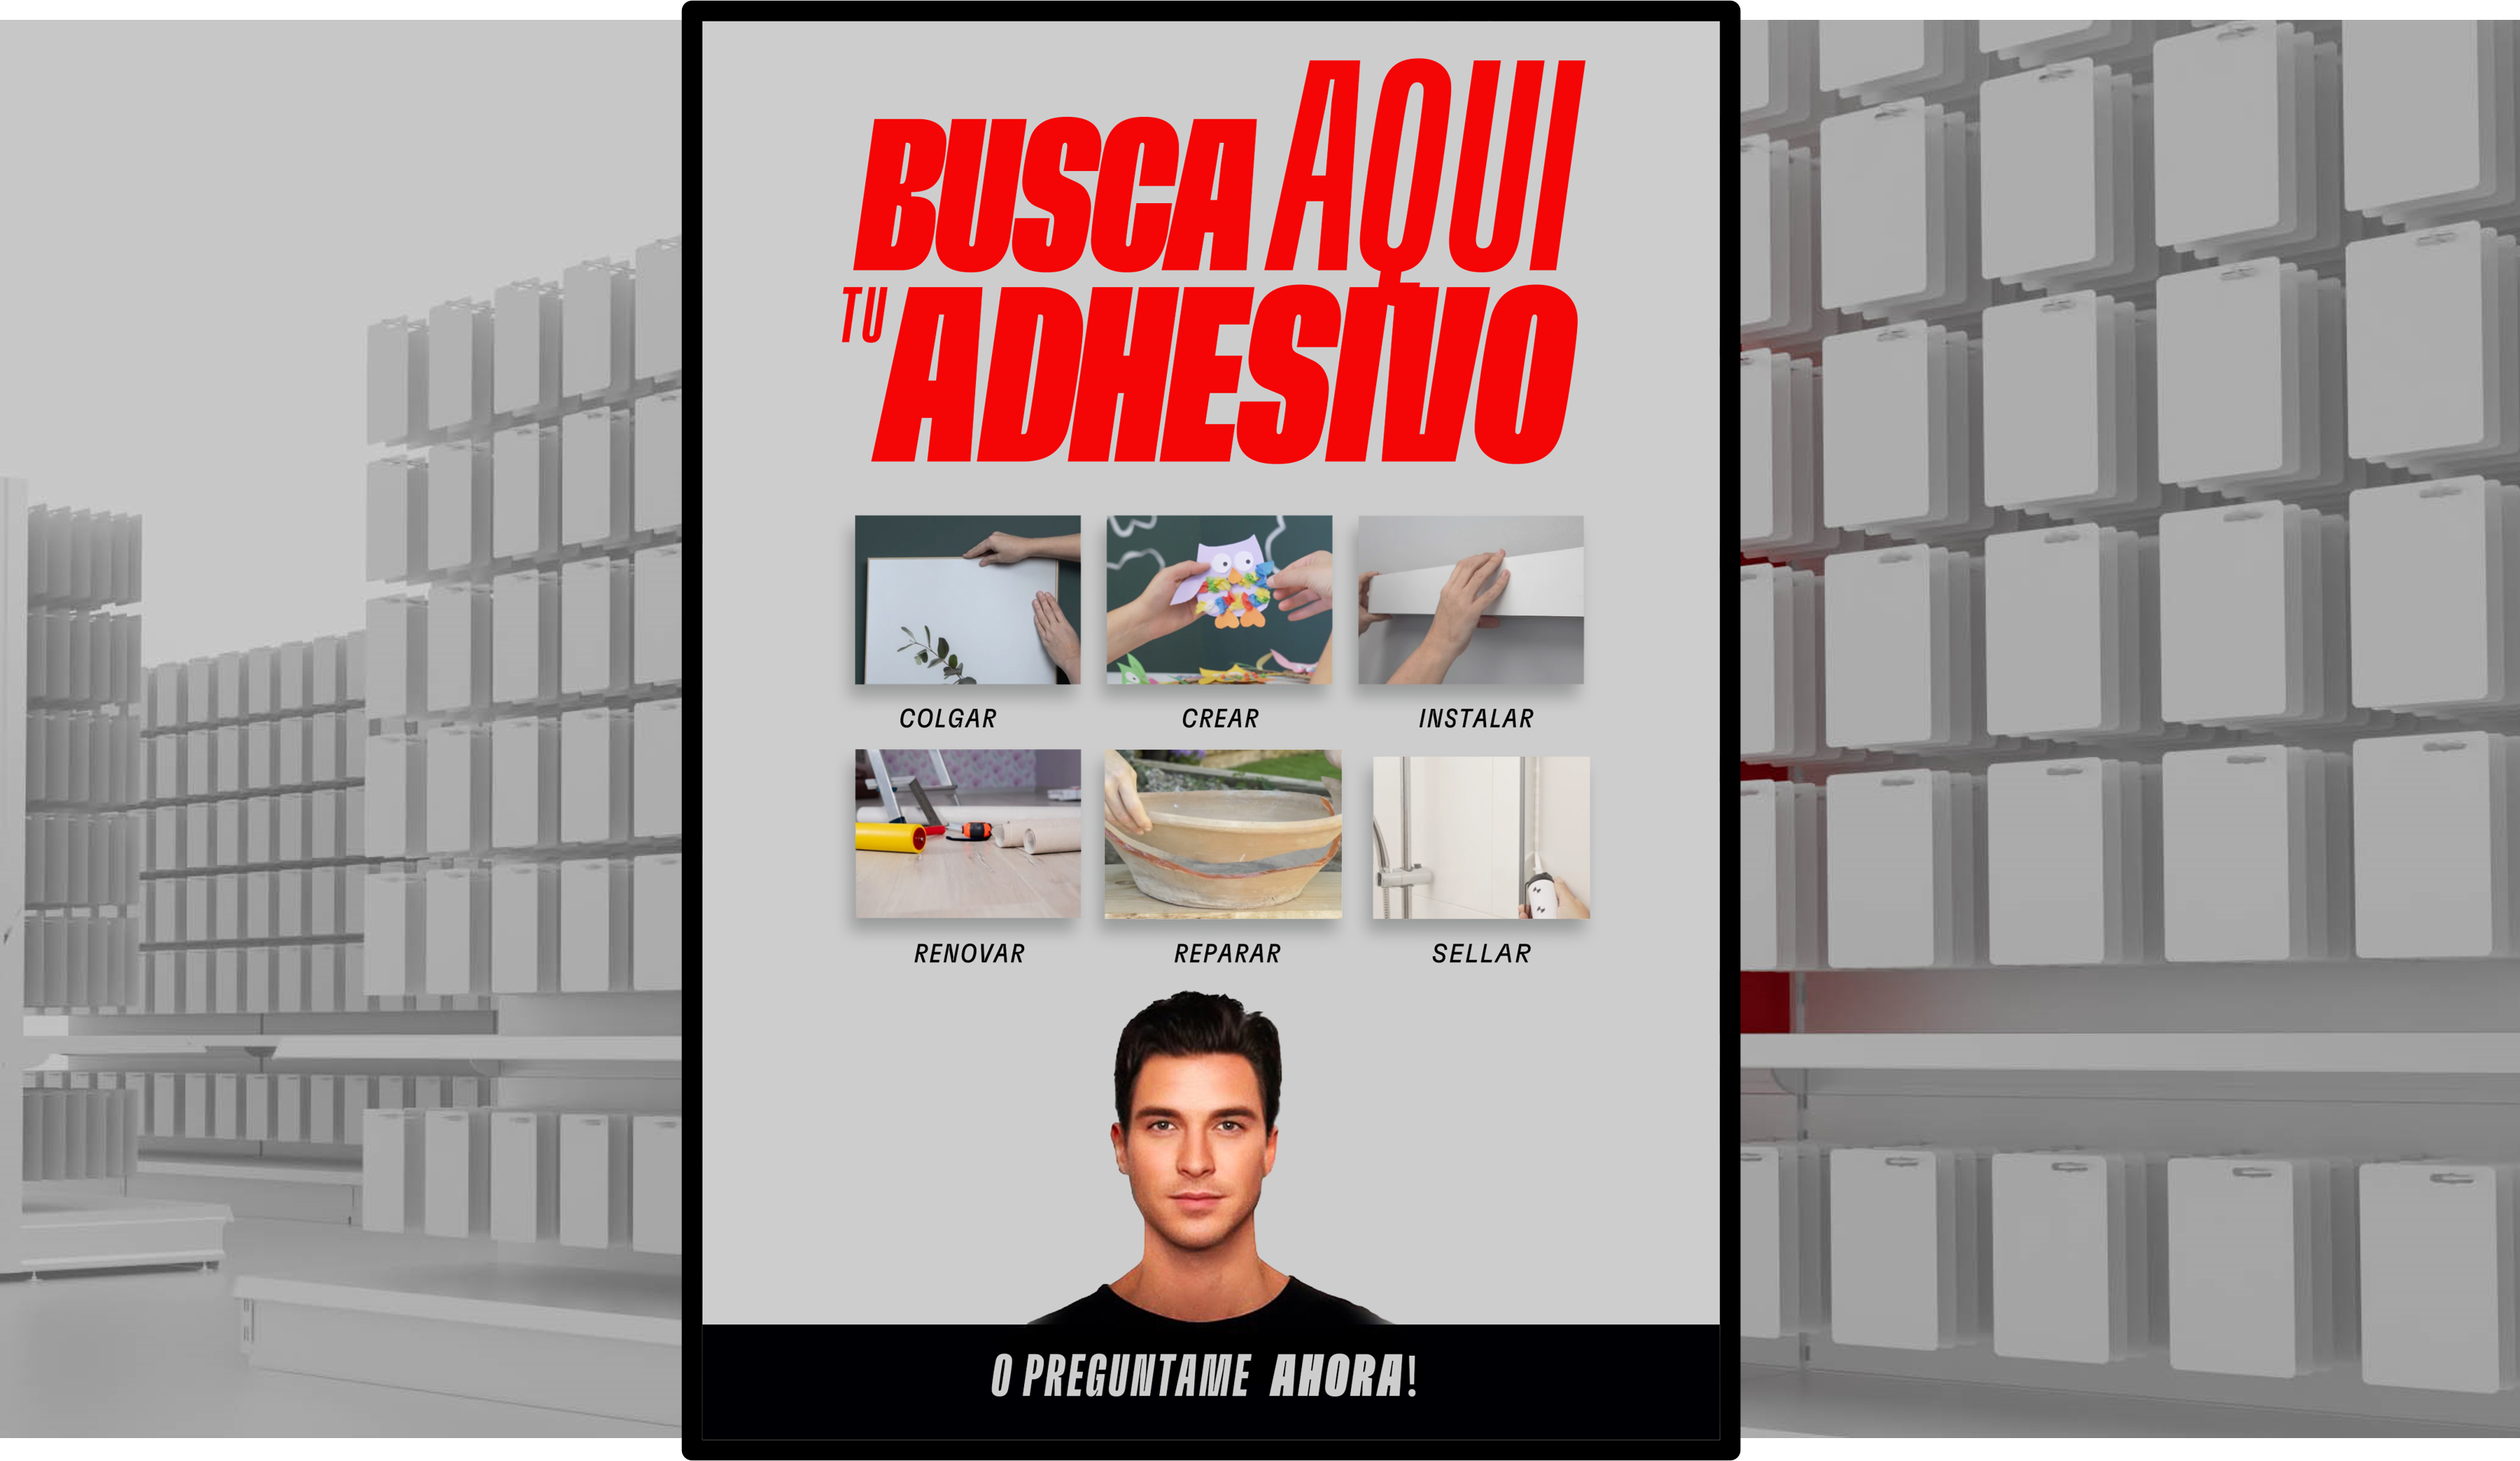 BUSCA AQUI
TU ADHESIVO
COLGAR CREAR INSTALAR
RENOVAR REPARAR SELLAR
O PREGUNTAME AHORA!